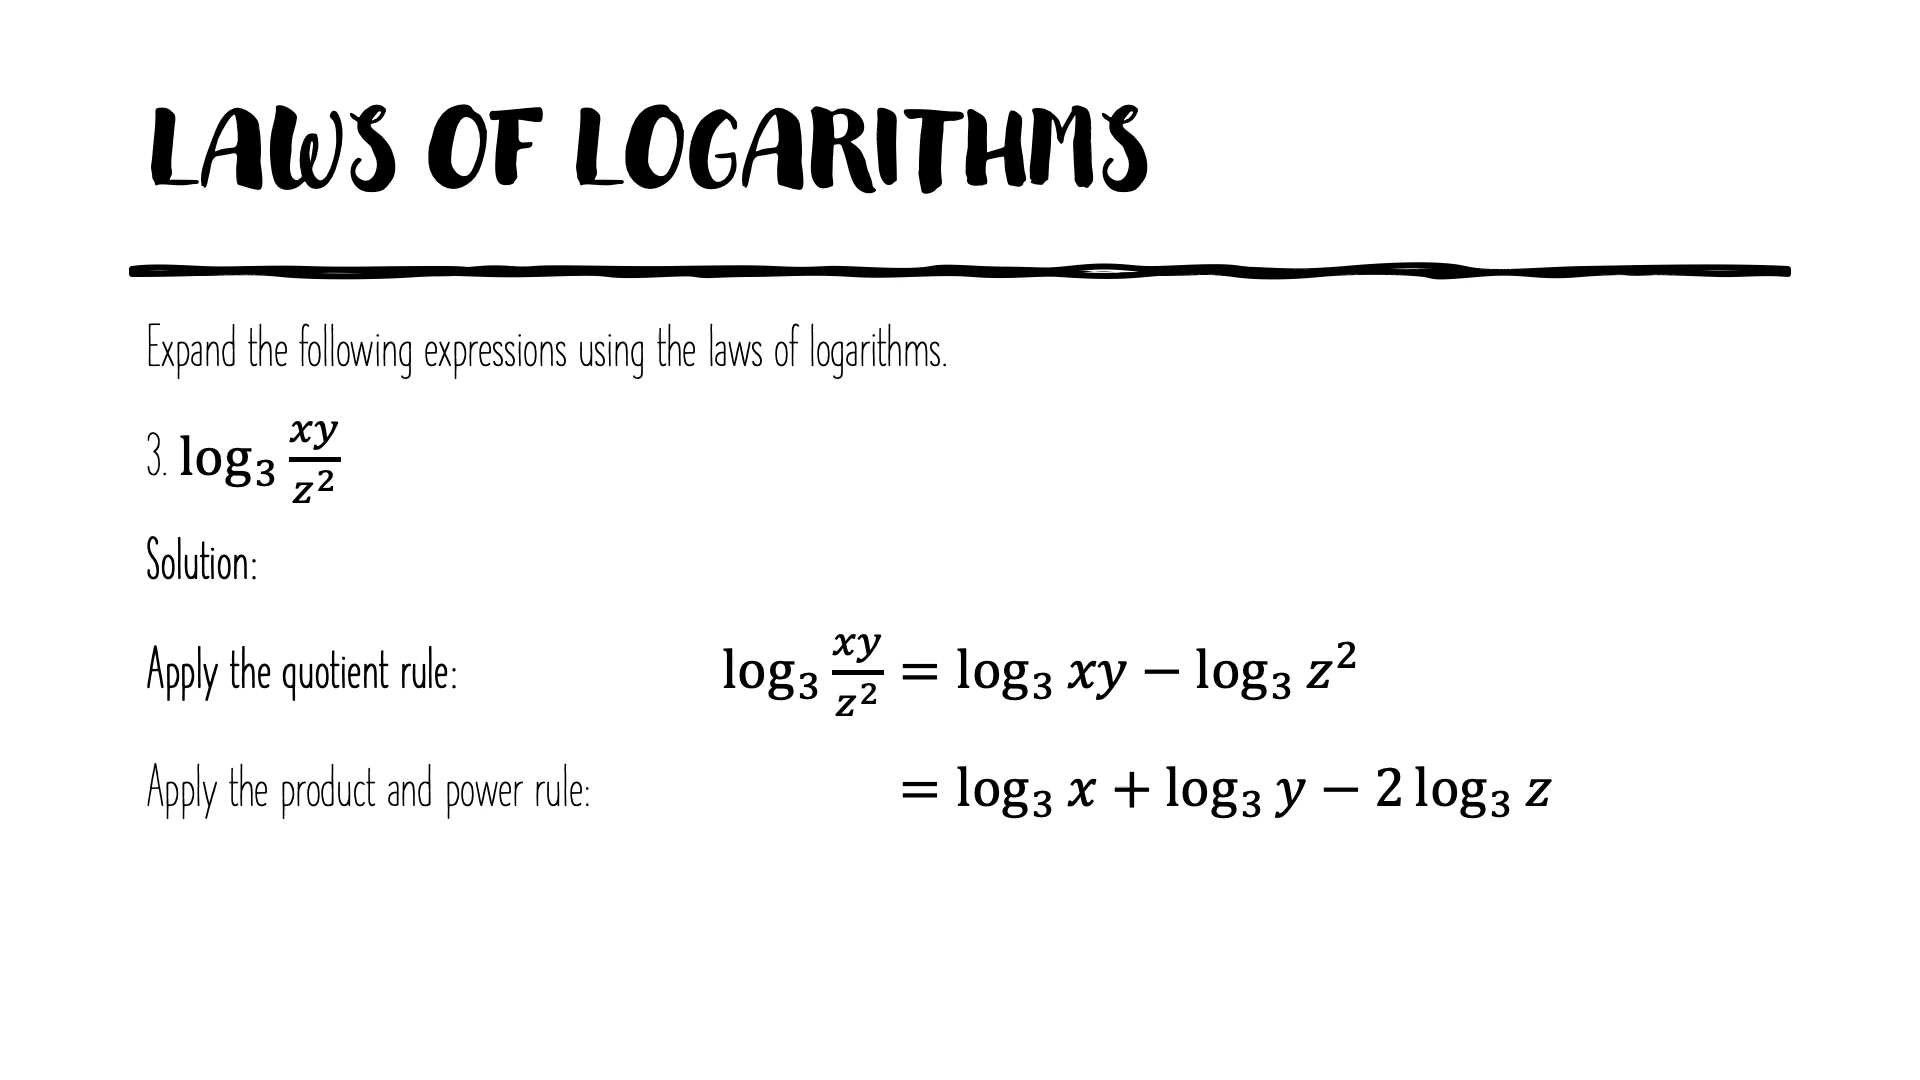 LAWS OF LOGARITHMS
Expand the following expressions using the laws of logarithms.
3. log₃ xy/z²
Solution:
Apply the quotient rule: log₃ xy/z² = log₃ xy − log₃ z²
Apply the product and power rule: = log₃ x + log₃ y − 2 log₃ z